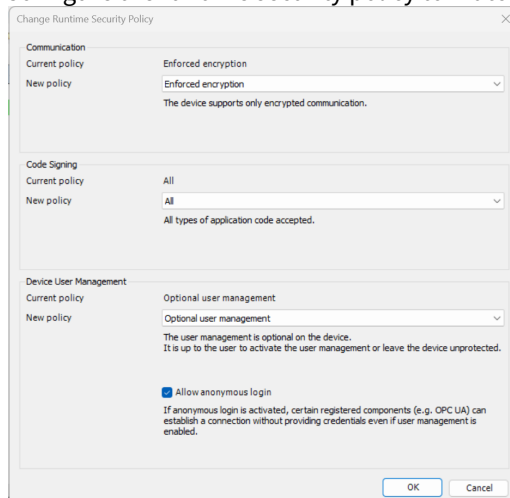 Change Runtime Security Policy
Communication
Current policy Enforced encryption
New policy Enforced encryption
The device supports only encrypted communication.
Code Signing
Current policy All
New policy All
All types of application code accepted.
Device User Management
Current policy Optional user management
New policy Optional user management
The user management is optional on the device.
It is up to the user to activate the user management or leave the device unprotected.
Allow anonymous login
If anonymous login is activated, certain registered components (e.g. OPC UA) can
establish a connection without providing credentials even if user management is
enabled.
OK Cancel